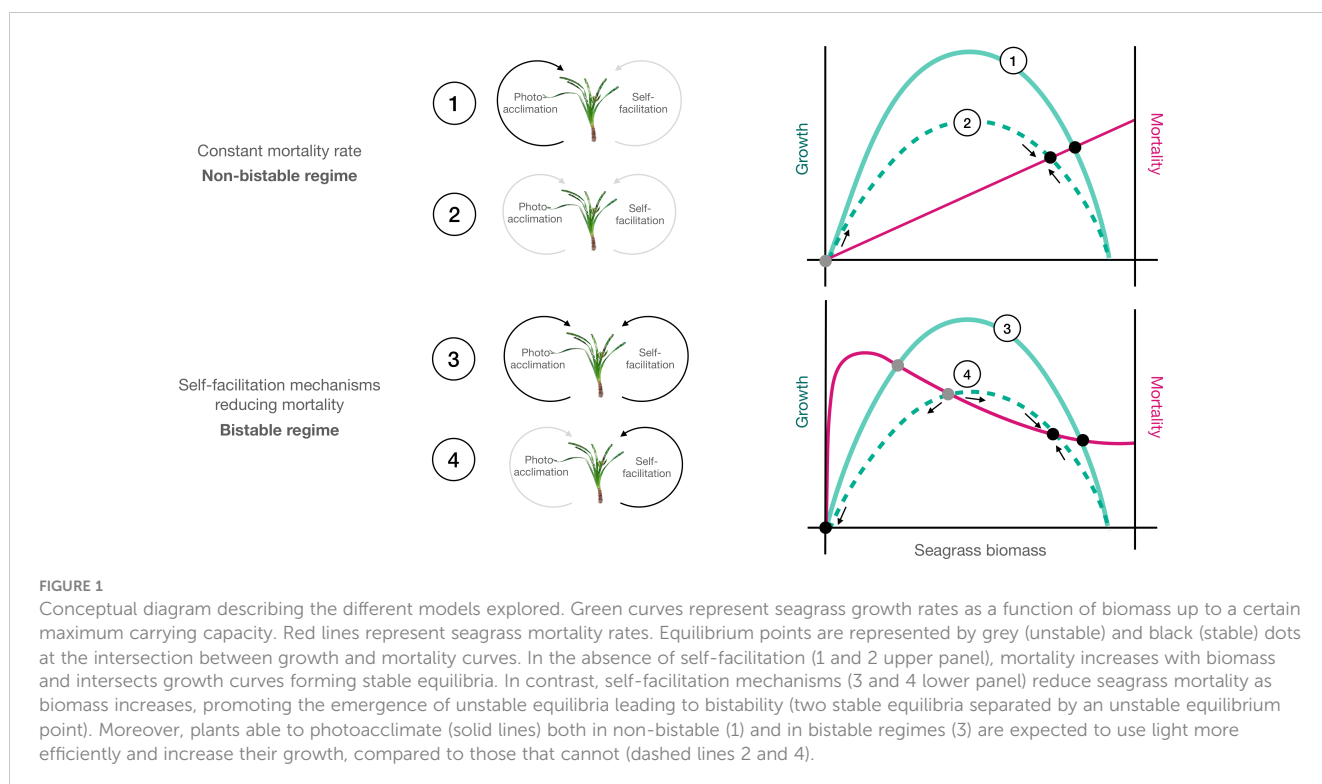 1
Photo-
acclimation
Self-
facilitation
Constant mortality rate
Non-bistable regime
2
Photo-
acclimation
Self-
facilitation
Growth
1
2
Mortality
3
Photo-
acclimation
Self-
facilitation
Self-facilitation mechanisms
reducing mortality
Bistable regime
4
Photo-
acclimation
Self-
facilitation
Growth
3
4
Mortality
Seagrass biomass
FIGURE 1
Conceptual diagram describing the different models explored. Green curves represent seagrass growth rates as a function of biomass up to a certain
maximum carrying capacity. Red lines represent seagrass mortality rates. Equilibrium points are represented by grey (unstable) and black (stable) dots
at the intersection between growth and mortality curves. In the absence of self-facilitation (1 and 2 upper panel), mortality increases with biomass
and intersects growth curves forming stable equilibria. In contrast, self-facilitation mechanisms (3 and 4 lower panel) reduce seagrass mortality as
biomass increases, promoting the emergence of unstable equilibria leading to bistability (two stable equilibria separated by an unstable equilibrium
point). Moreover, plants able to photoacclimate (solid lines) both in non-bistable (1) and in bistable regimes (3) are expected to use light more
efficiently and increase their growth, compared to those that cannot (dashed lines 2 and 4).